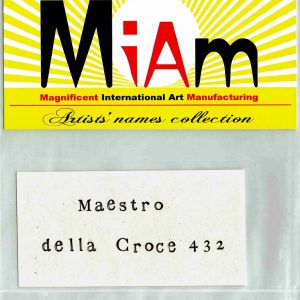 MiAm
Magnificent International Art Manufacturing
Artists' names collection
Maestro
della Croce 432